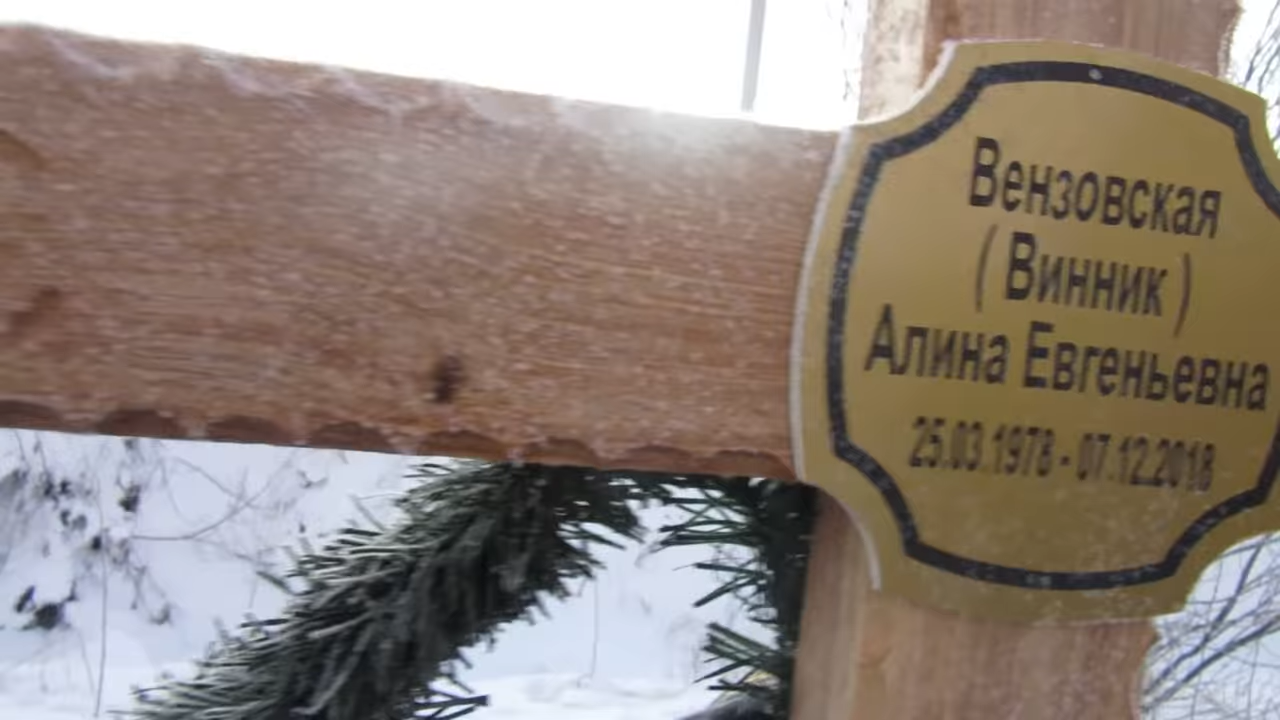 Вензовская
( Винник )
Алина Евгеньевна
25.03.1978 - 07.12.2018